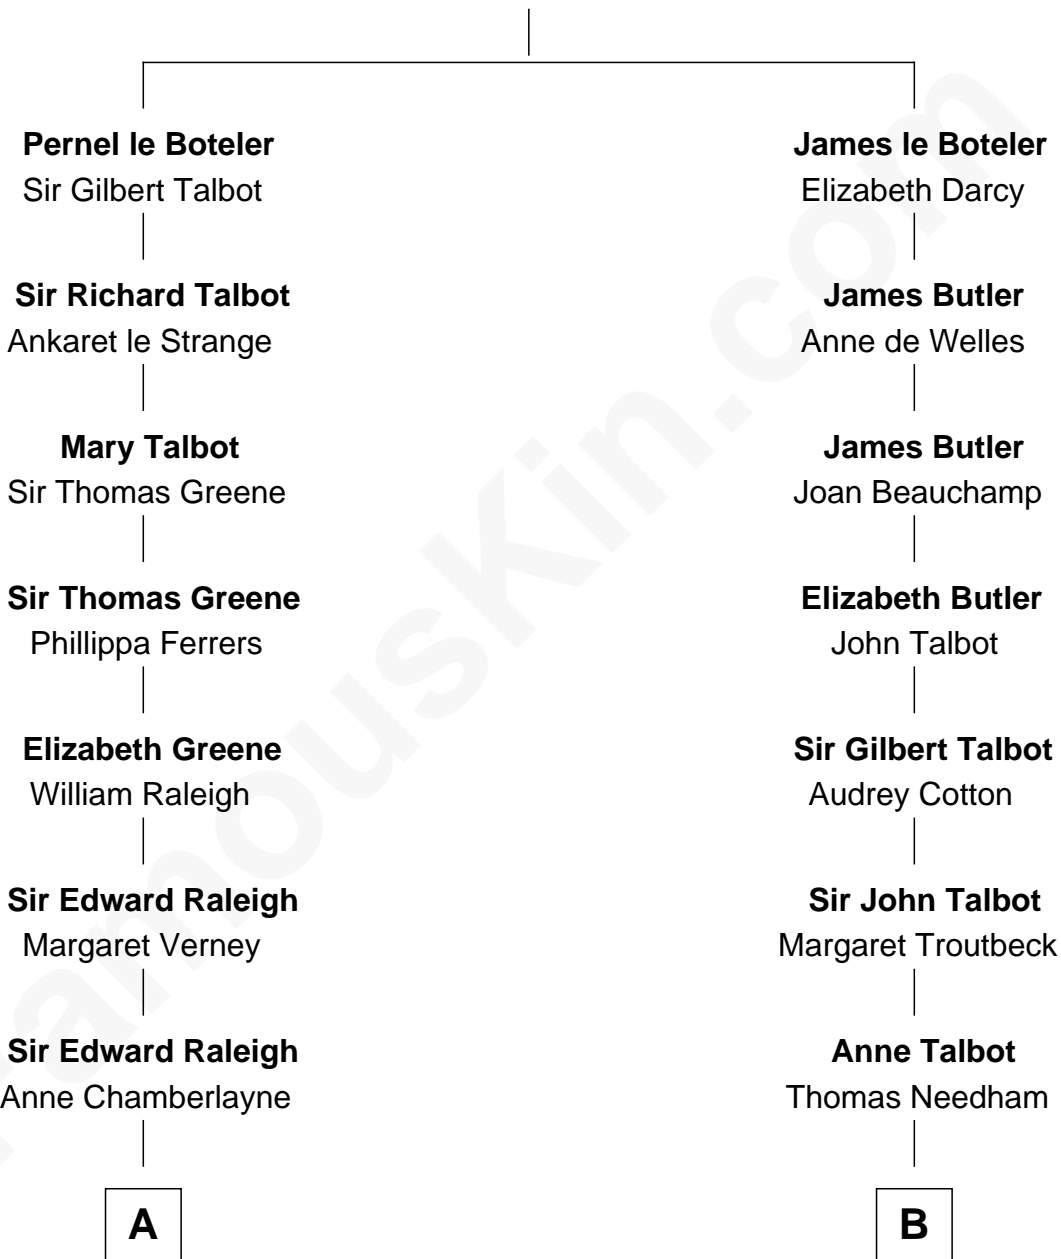 Pernel le Boteler
Sir Gilbert Talbot
Sir Richard Talbot
Ankaret le Strange
Mary Talbot
Sir Thomas Greene
Sir Thomas Greene
Phillippa Ferrers
Elizabeth Greene
William Raleigh
Sir Edward Raleigh
Margaret Verney
Sir Edward Raleigh
Anne Chamberlayne
A
James le Boteler
Elizabeth Darcy
James Butler
Anne de Welles
James Butler
Joan Beauchamp
Elizabeth Butler
John Talbot
Sir Gilbert Talbot
Audrey Cotton
Sir John Talbot
Margaret Troutbeck
Anne Talbot
Thomas Needham
B
FamousKin.com